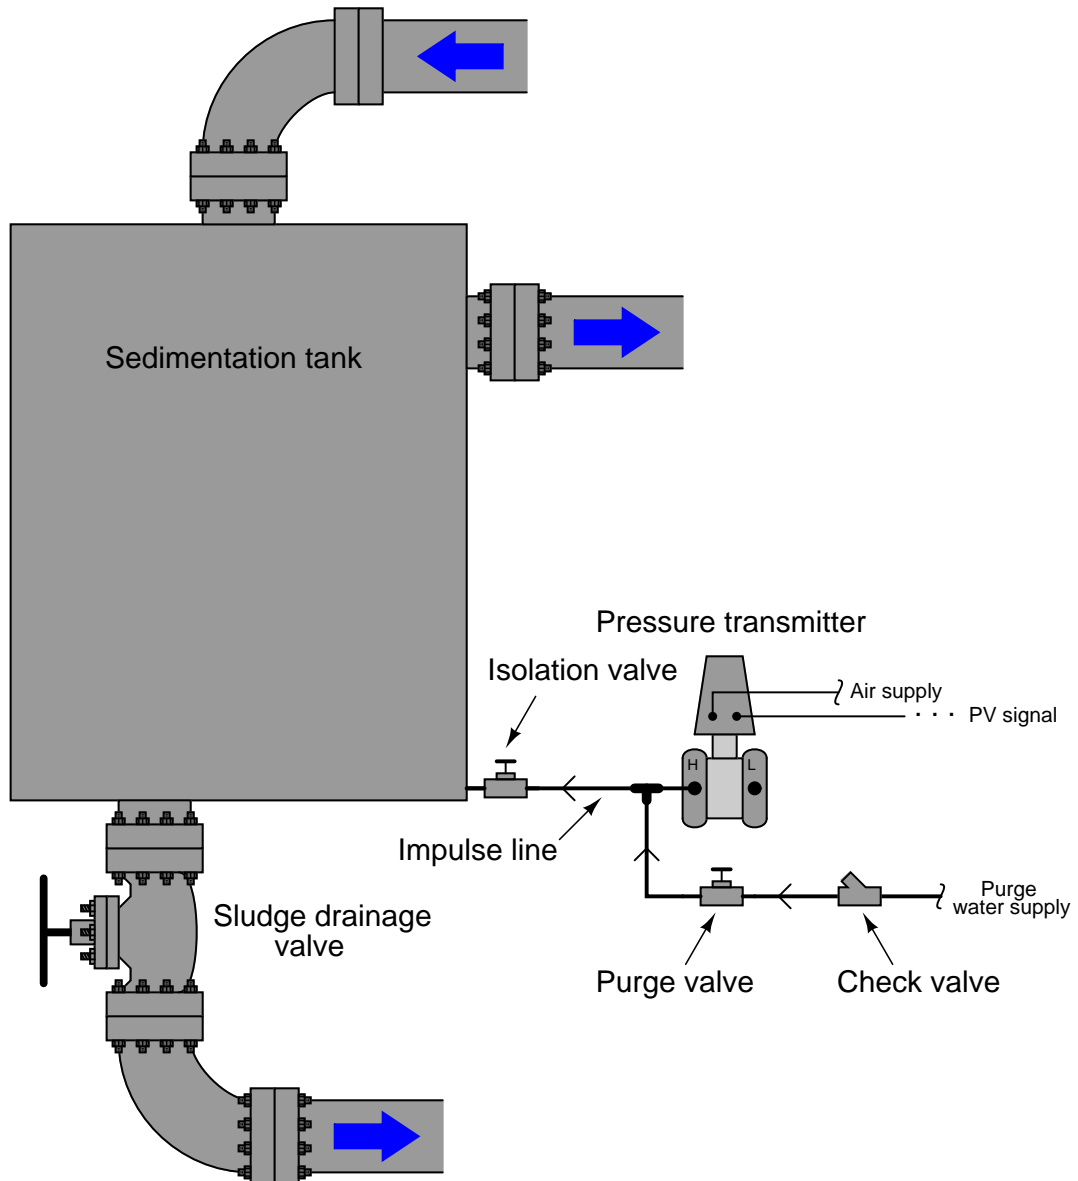 Sedimentation tank
Pressure transmitter
Isolation valve
Air supply
PV signal
H
L
Impulse line
Purge
water supply
Sludge drainage
valve
Purge valve
Check valve